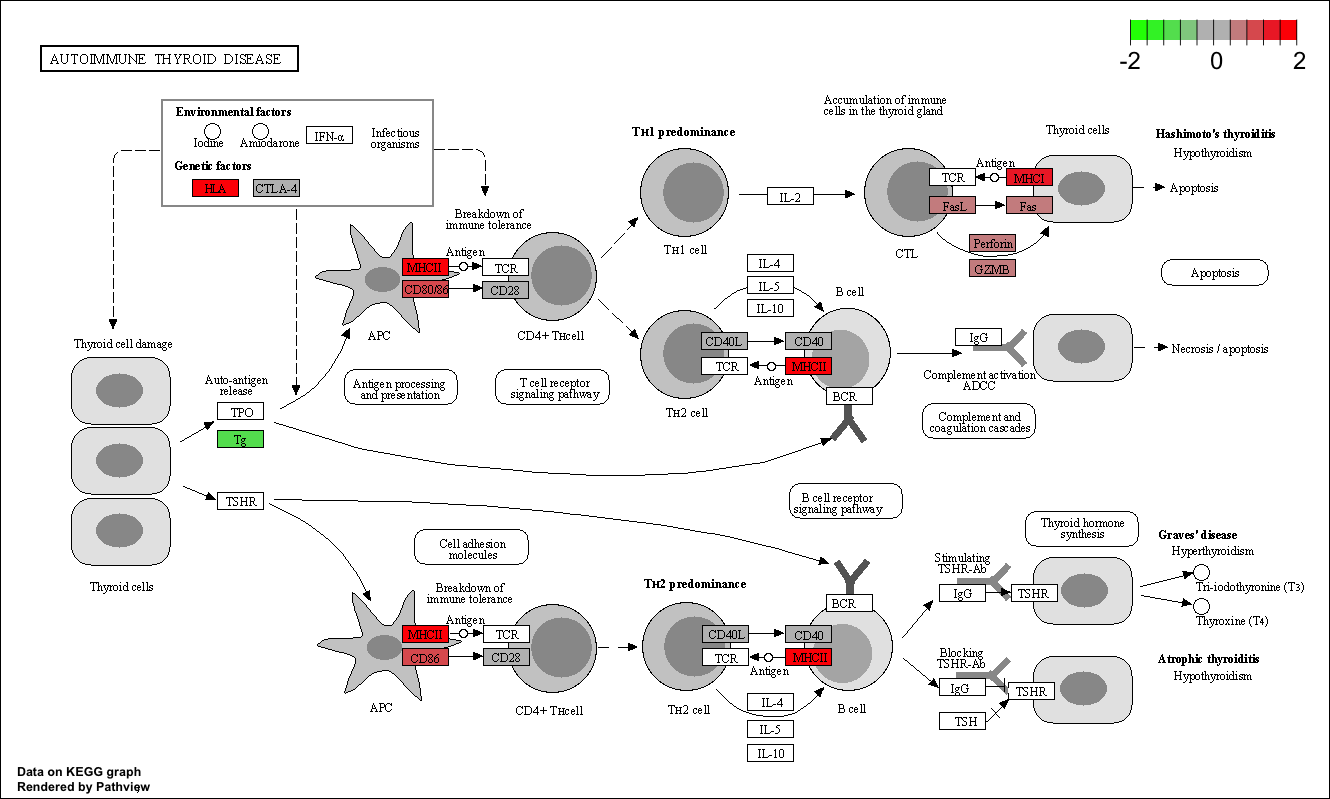 -2
0
2
AUTOIMMUNE THYROID DISEASE
Environmental factors
Iodine
Amiodarone
IFN-α
Infectious
organisms
Genetic factors
HLA
CTLA-4
Accumulation of immune
cells in the thyroid gland
TH1 predominance
Thyroid cells
Hashimoto's thyroiditis
Hypothyroidism
TH1 cell
IL-2
TCR
Antigen
MHCI
FasL
Fas
Perforin
GZMB
CTL
Apoptosis
Apoptosis
Breakdown of
immune tolerance
Antigen
MHCII
TCR
CD80/86
CD28
APC
CD4+ THcell
IL-4
IL-5
IL-10
B cell
CD40L
CD40
TCR
MHCII
Antigen
TH2 cell
BCR
IgG
Complement activation
ADCC
Necrosis / apoptosis
Complement and
coagulation cascades
Thyroid cell damage
Auto-antigen
release
TPO
Tg
TSHR
Thyroid cells
Antigen processing
and presentation
T cell receptor
signaling pathway
B cell receptor
signaling pathway
Cell adhesion
molecules
Thyroid hormone
synthesis
Breakdown of
immune tolerance
Antigen
MHCII
TCR
CD86
CD28
APC
CD4+ THcell
TH2 predominance
BCR
CD40L
CD40
TCR
MHCII
Antigen
TH2 cell
B cell
IL-4
IL-5
IL-10
Stimulating
TSHR-Ab
IgG
TSHR
Graves' disease
Hyperthyroidism
Tri-iodothyronine (T3)
Thyroxine (T4)
Blocking
TSHR-Ab
IgG
TSHR
TSH
Atrophic thyroiditis
Hypothyroidism
Data on KEGG graph
Rendered by Pathview